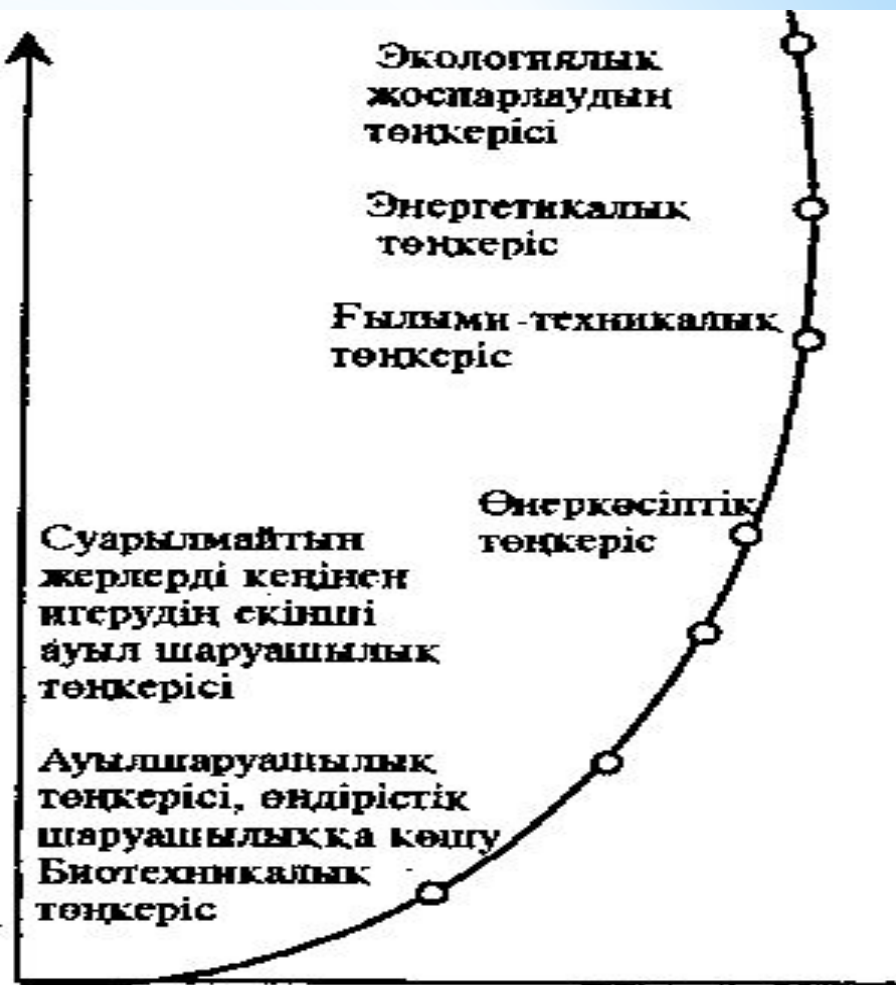 Экологиялык
жоспарлаудың
төңкерісі
Энергетикалық
төңкеріс
Ғылыми-техникалық
төңкеріс
Өнеркәсіптік
төңкеріс
Суарылмайтын
жерлерді кеңінен
игерудің екінші
ауыл шаруашылық
төңкерісі
Ауылшаруашылық
төңкерісі, өндірістік
шаруашылыққа көшу
Биотехникалық
төңкеріс